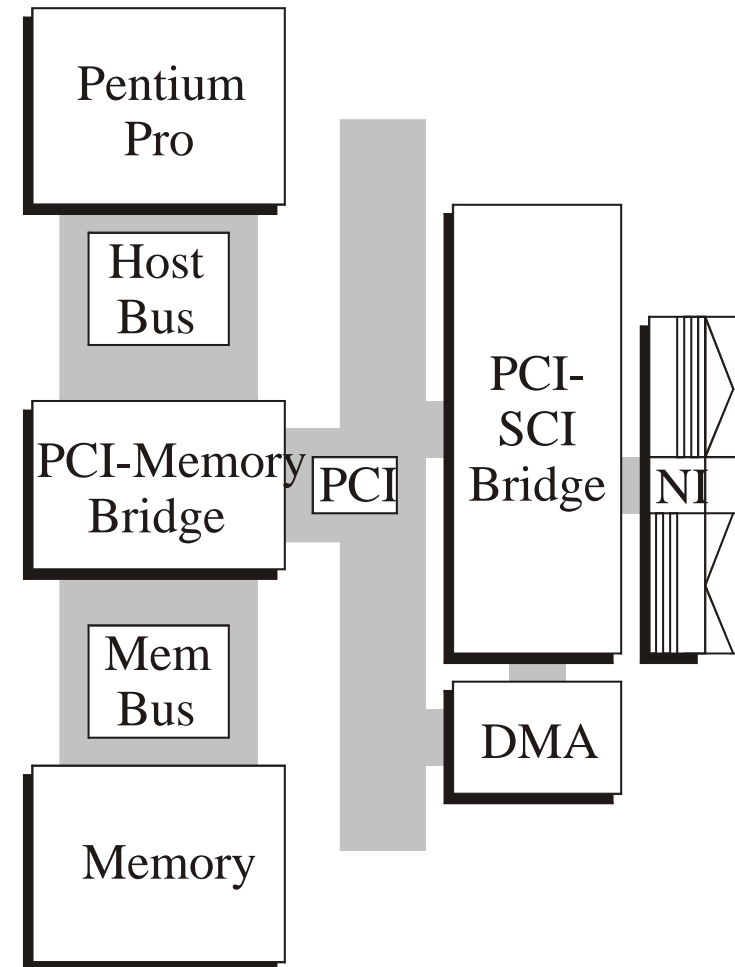 Pentium
Pro
Host
Bus
PCI-Memory
Bridge
PCI
Mem
Bus
Memory
PCI-
SCI
Bridge
NI
DMA